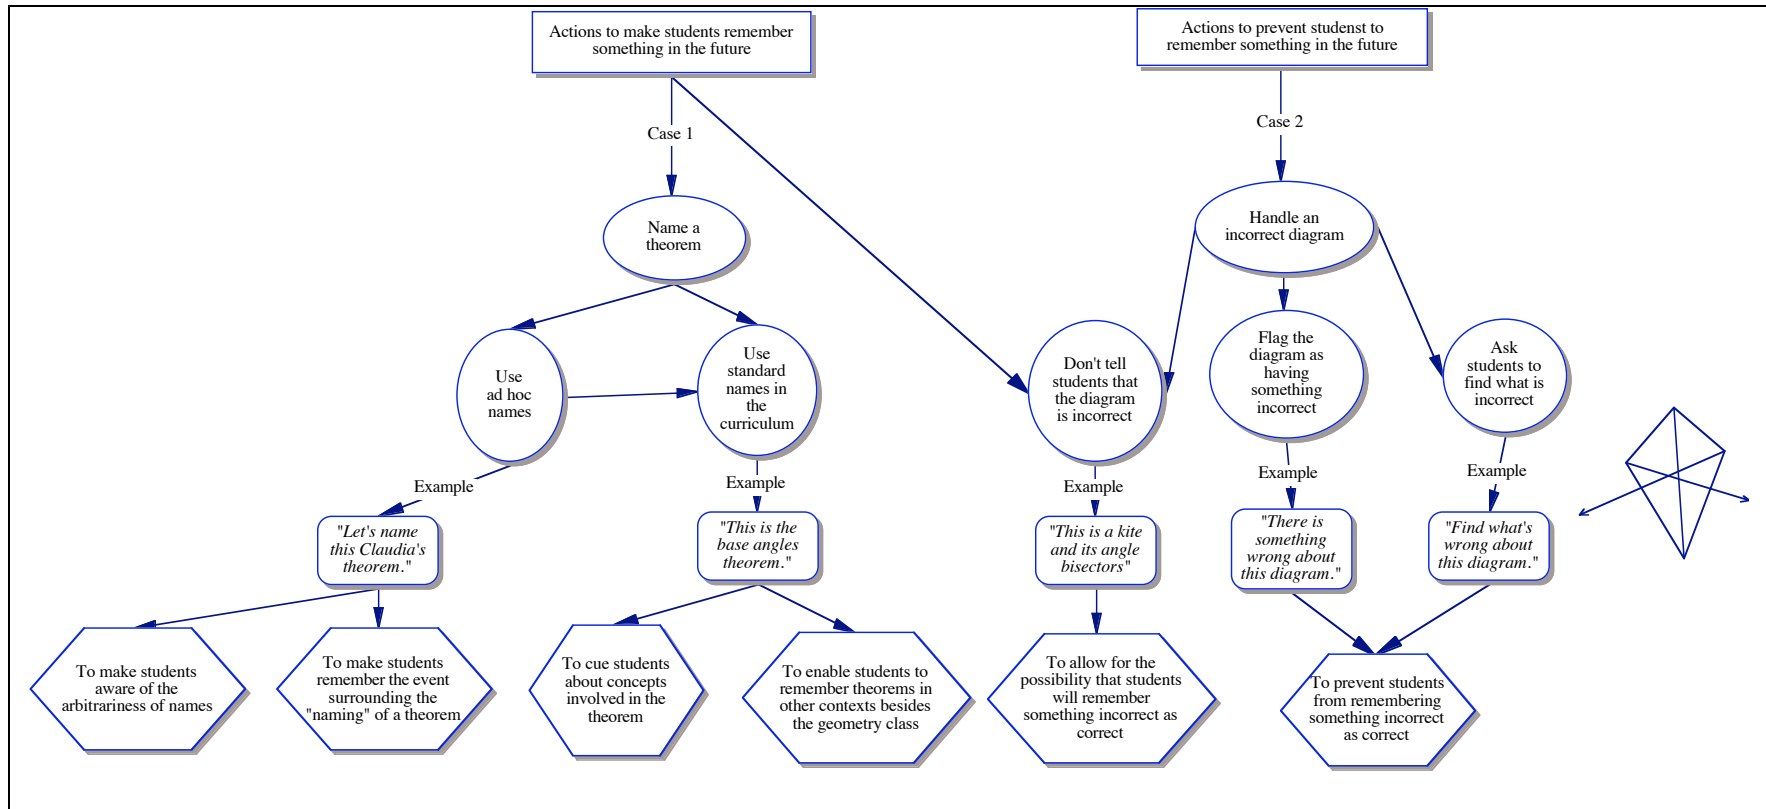 Actions to make students remember
something in the future
Actions to prevent studenst to
remember something in the future
Case 1
Case 2
Name a
theorem
Handle an
incorrect diagram
Use
ad hoc
names
Use
standard
names in
the
curriculum
Don't tell
students that
the diagram
is incorrect
Flag the
diagram as
having
something
incorrect
Ask
students to
find what is
incorrect
Example
Example
Example
Example
Example
"Let's name
this Claudia's
theorem."
"This is the
base angles
theorem."
"This is a kite
and its angle
bisectors"
"There is
something
wrong about
this diagram."
"Find what's
wrong about
this diagram."
To make students
aware of the
arbitrariness of names
To make students
remember the event
surrounding the
"naming" of a theorem
To cue students
about concepts
involved in the
theorem
To enable students to
remember theorems in
other contexts besides
the geometry class
To allow for the
possibility that students
will remember
something incorrect as
correct
To prevent students
from remembering
something incorrect
as correct